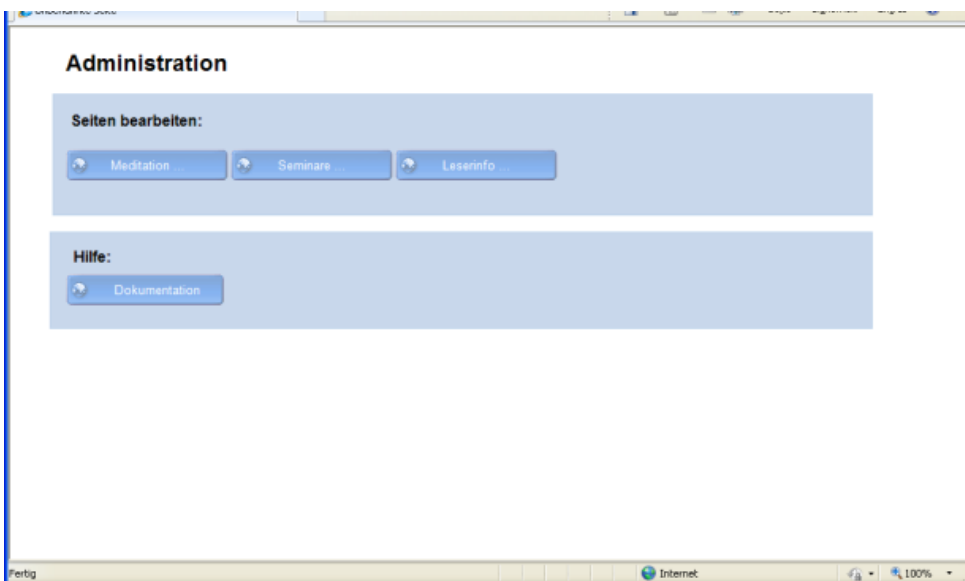 Administration
Seiten bearbeiten:
Meditation ...
Seminare ...
Leserinfo ...
Hilfe:
Dokumentation
Fertig
Internet
100%